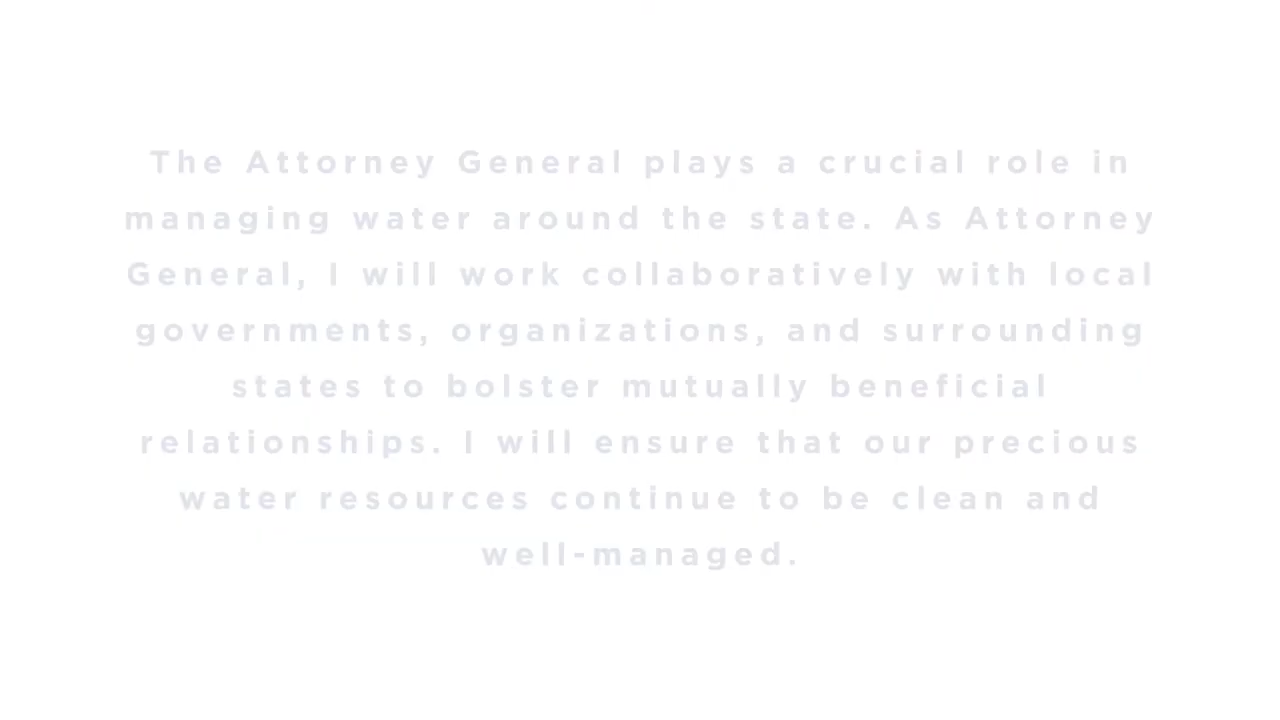 The Attorney General plays a crucial role in
managing water around the state. As Attorney
General, I will work collaboratively with local
governments, organizations, and surrounding
states to bolster mutually beneficial
relationships. I will ensure that our precious
water resources continue to be clean and
well-managed.